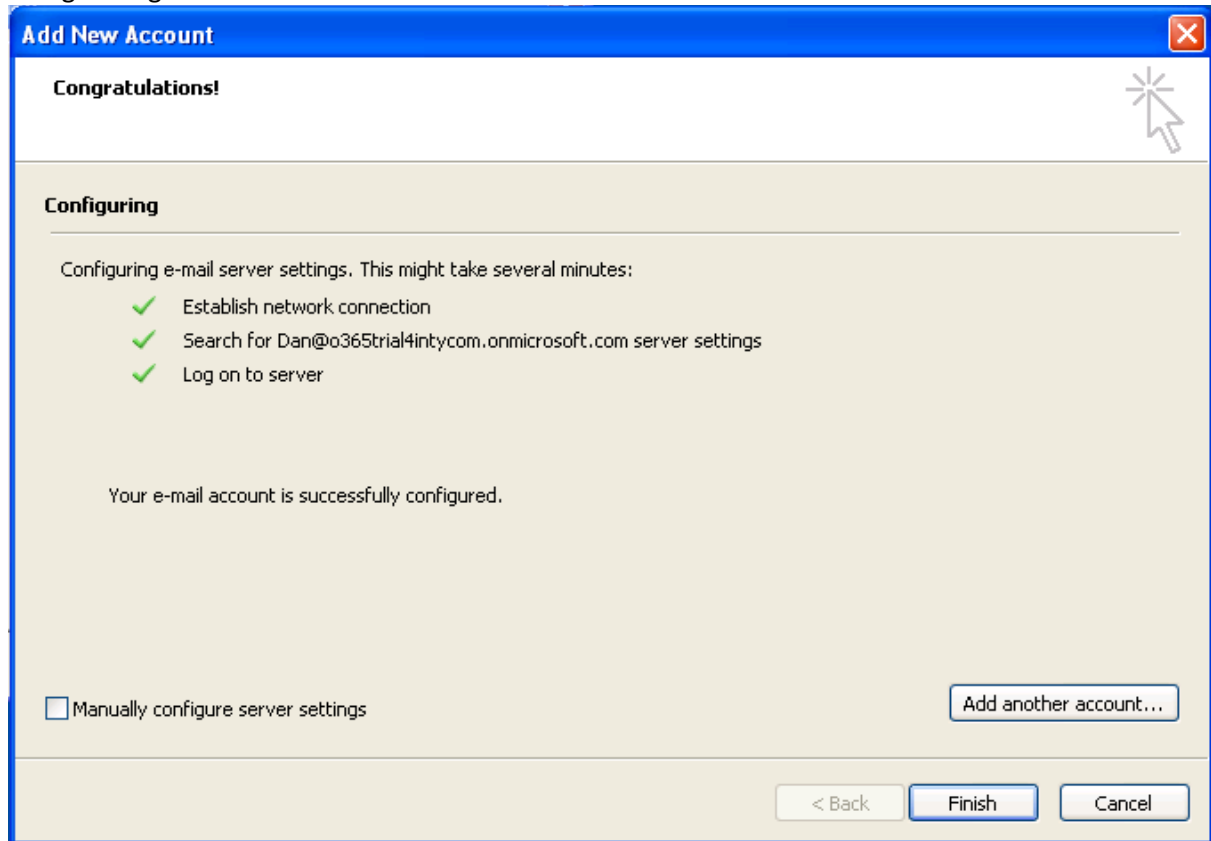 Add New Account
Congratulations!
Configuring
Configuring e-mail server settings. This might take several minutes:
Establish network connection
Search for Dan@o365trial4intycom.onmicrosoft.com server settings
Log on to server
Your e-mail account is successfully configured.
Manually configure server settings
Add another account...
< Back
Finish
Cancel